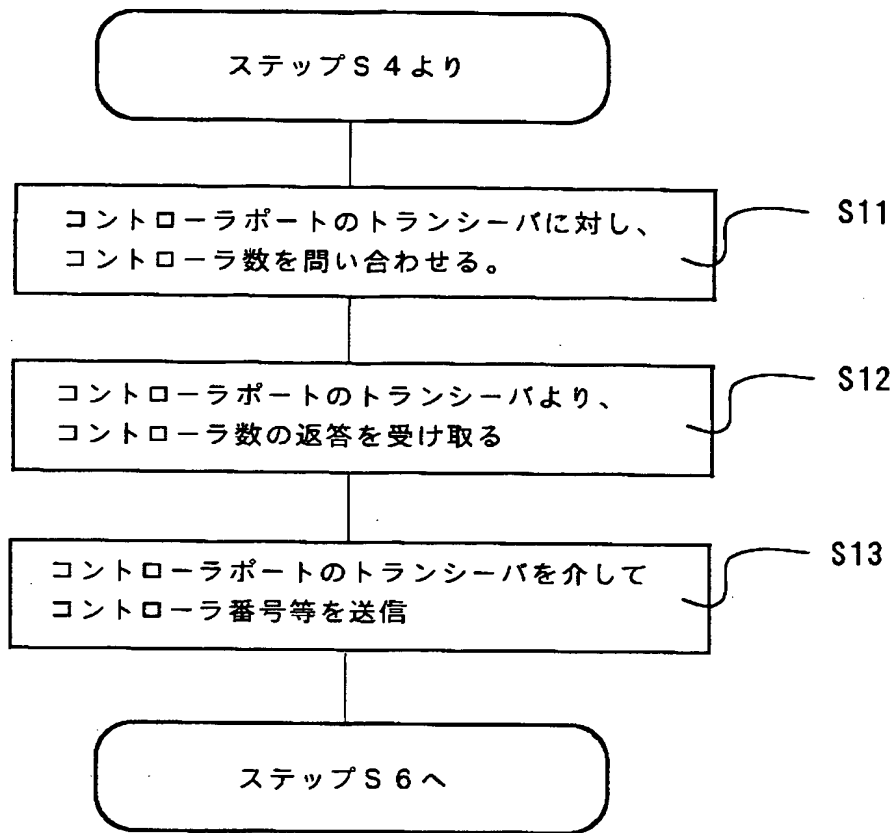 ステップS4より
コントローラポートのトランシーバに対し、
コントローラ数を問い合わせる。
S11
コントローラポートのトランシーバより、
コントローラ数の返答を受け取る
S12
コントローラポートのトランシーバを介して
コントローラ番号等を送信
S13
ステップS6へ